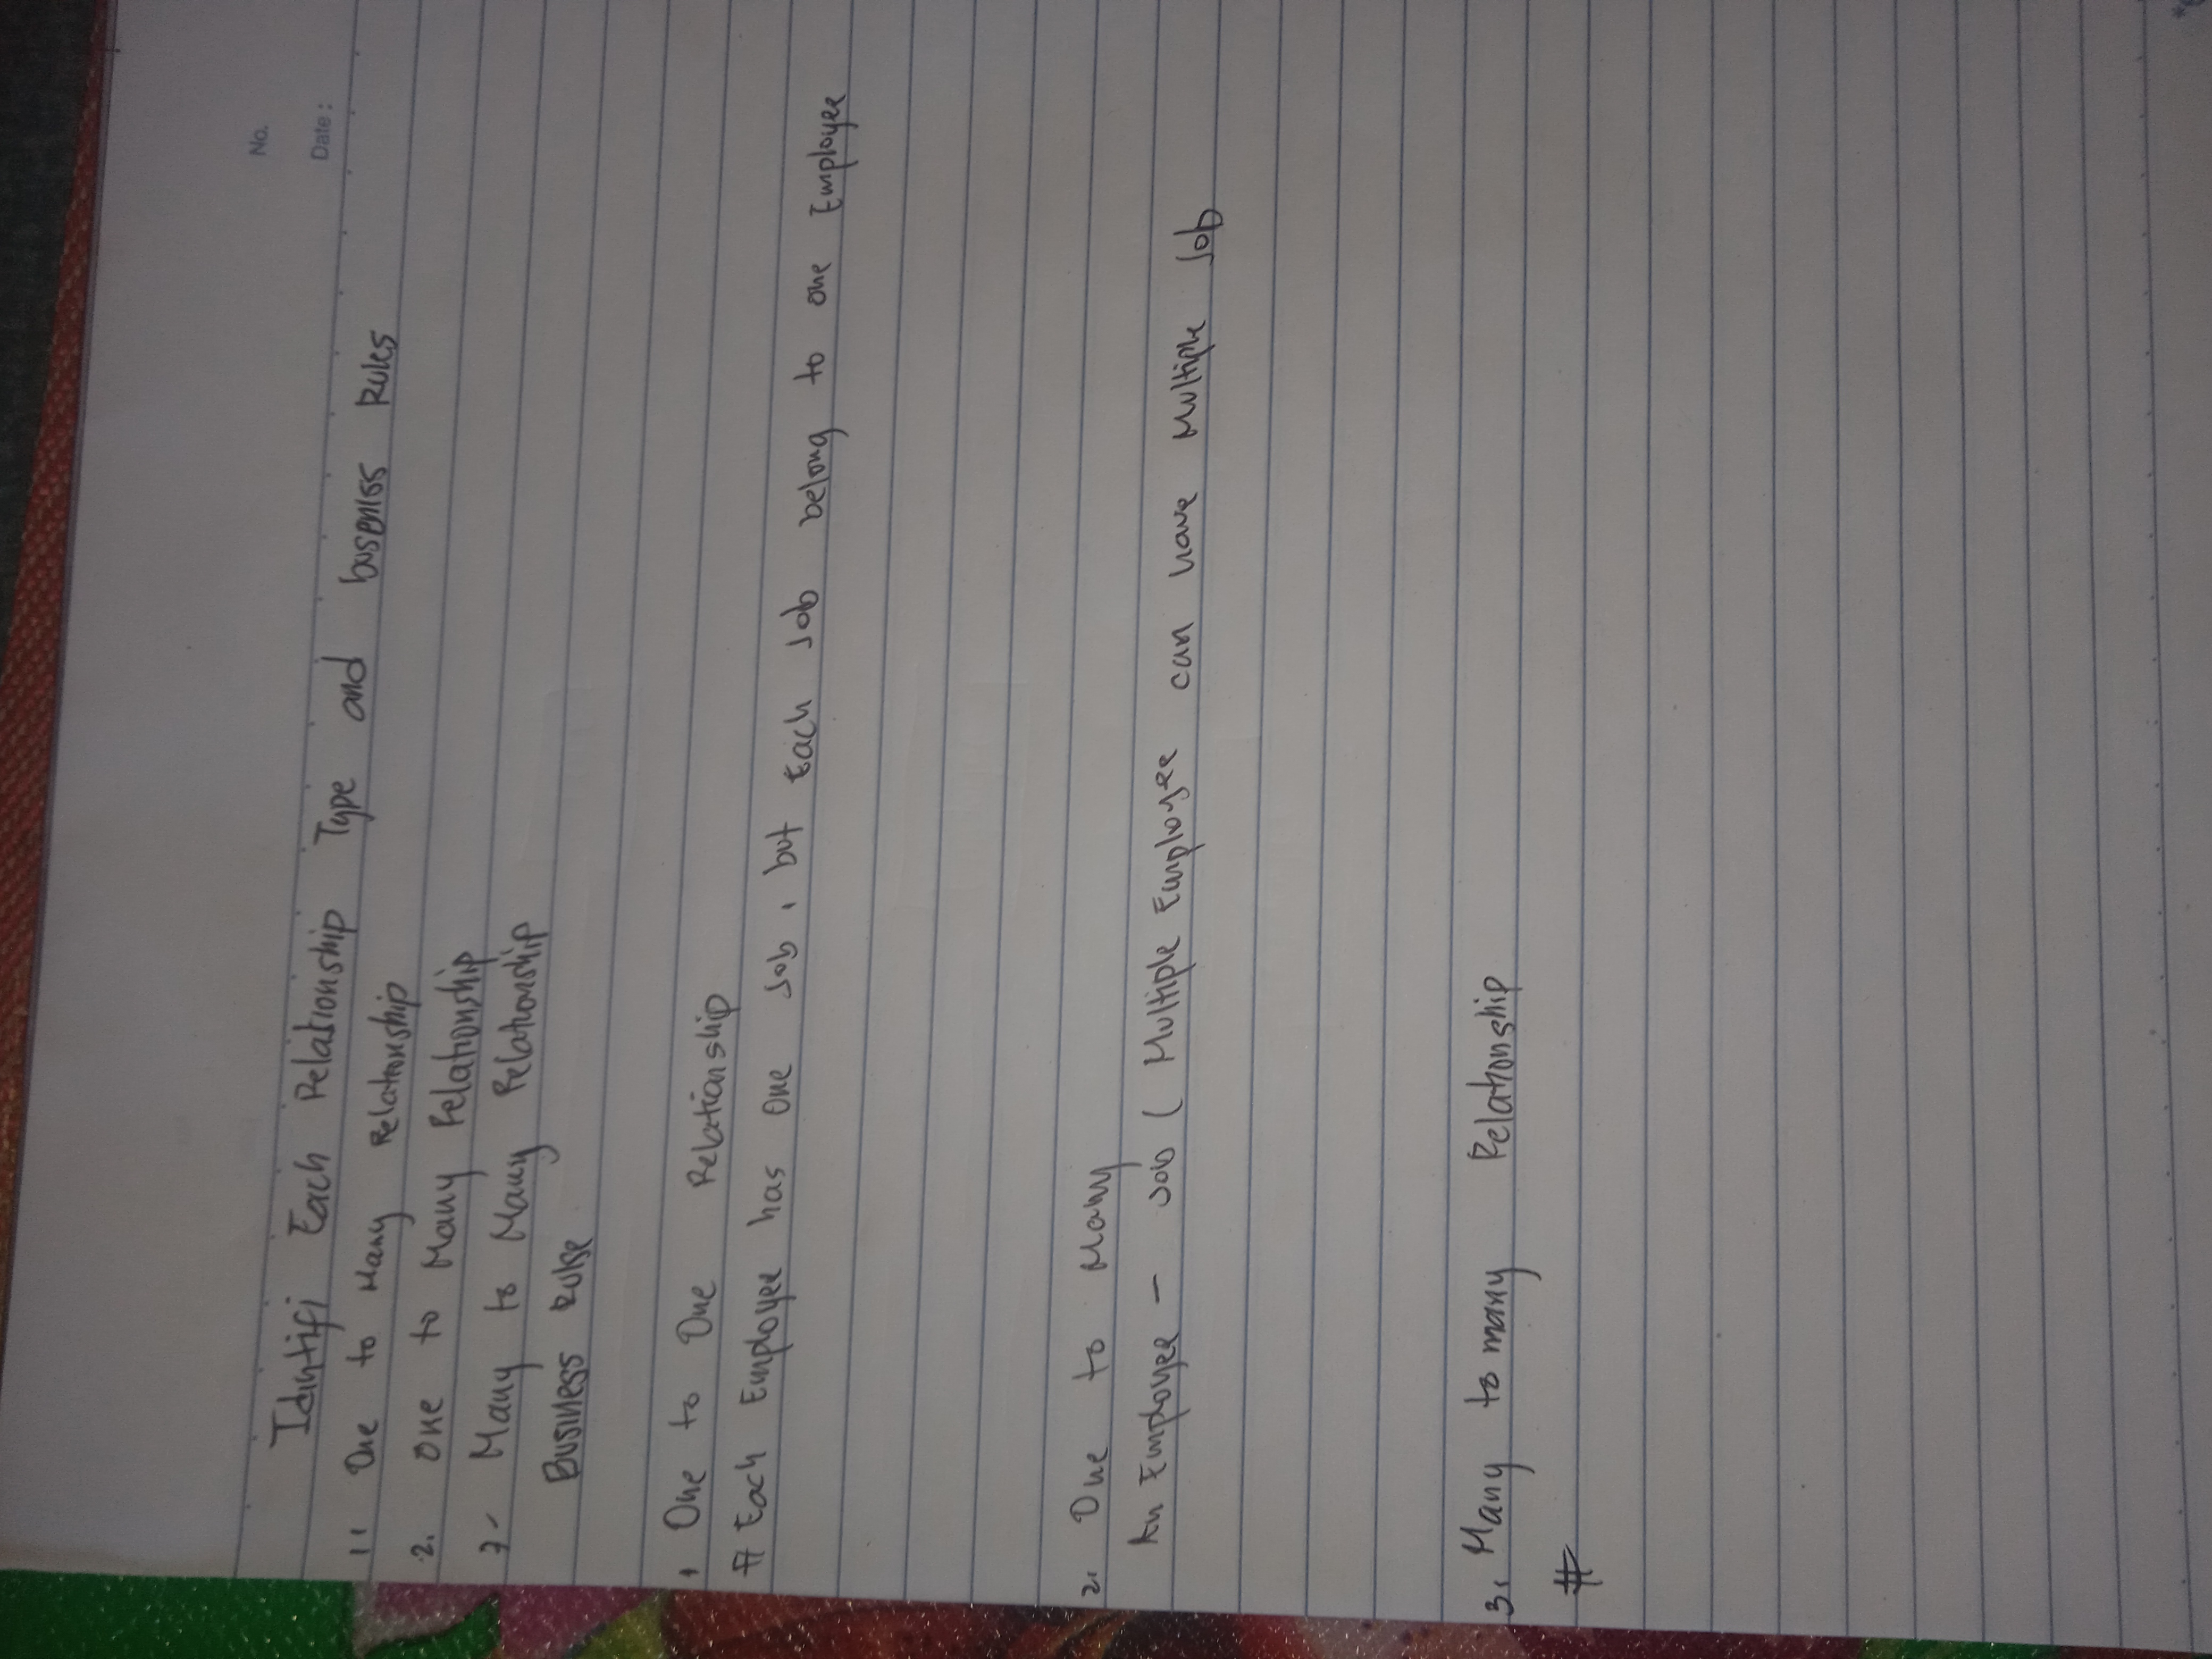 No.
Date:
Idintifi Each Relationship Type and buseniss Rules
1. One to Many Relationship
2. One to Many Relationship
3. Many to Many Relationship
Business Rulse
1 One to One Relationship
# Each Employee has one Job, but Each Job belong to one Employee
2. One to Many
An Employee - Job ( Multiple Employee can have Multiple Job
3. Many to many Relationship
#